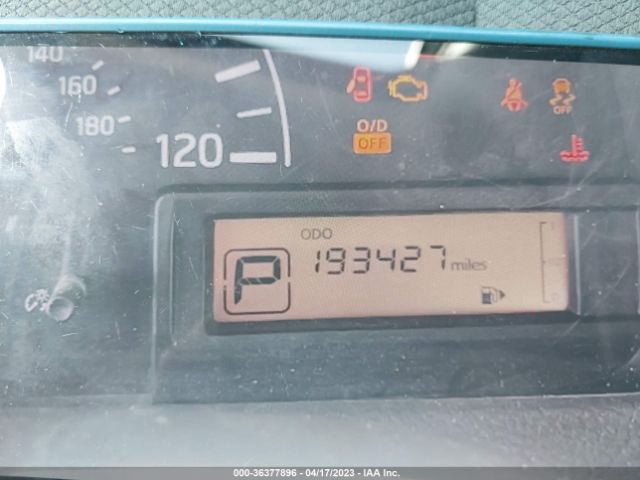 140
160
180
120
O/D
OFF
OFF
ODO
P
193427 miles
000-36377896 | 04/17/2023 - IAA Inc.